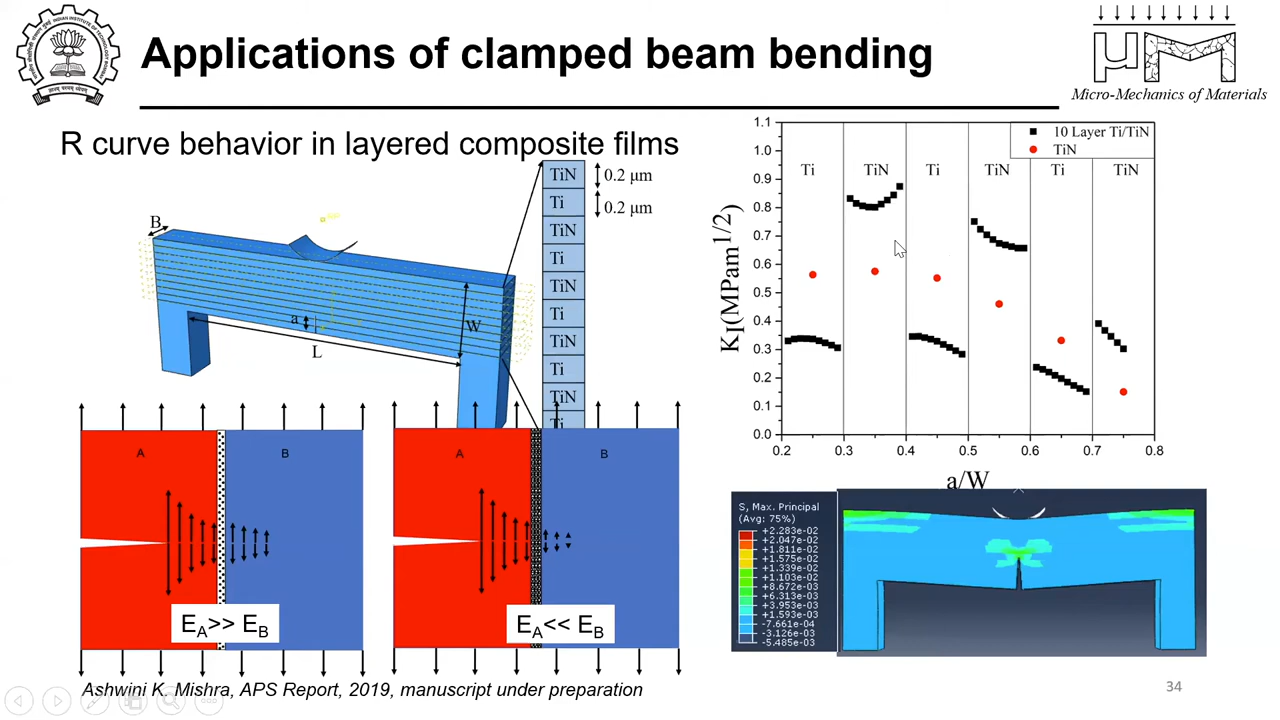 Applications of clamped beam bending
Micro-Mechanics of Materials
R curve behavior in layered composite films
TiN
0.2 μm
Ti
0.2 μm
TiN
Ti
TiN
Ti
TiN
Ti
TiN
Ti
B
a
W
L
A
B
E_A>> E_B
A
B
E_A<< E_B
1.1
1.0
0.9
0.8
0.7
0.6
0.5
0.4
0.3
0.2
0.1
0.0
K_I(MPam^1/2)
10 Layer Ti/TiN
TiN
Ti
TiN
Ti
TiN
Ti
TiN
0.2 0.3 0.4 0.5 0.6 0.7 0.8
a/W
S, Max. Principal
(Avg: 75%)
+2.283e-02
+2.047e-02
+1.811e-02
+1.575e-02
+1.339e-02
+1.103e-02
+8.672e-03
+6.313e-03
+3.953e-03
+1.593e-03
-7.661e-04
-3.126e-03
-5.485e-03
Ashwini K. Mishra, APS Report, 2019, manuscript under preparation
34